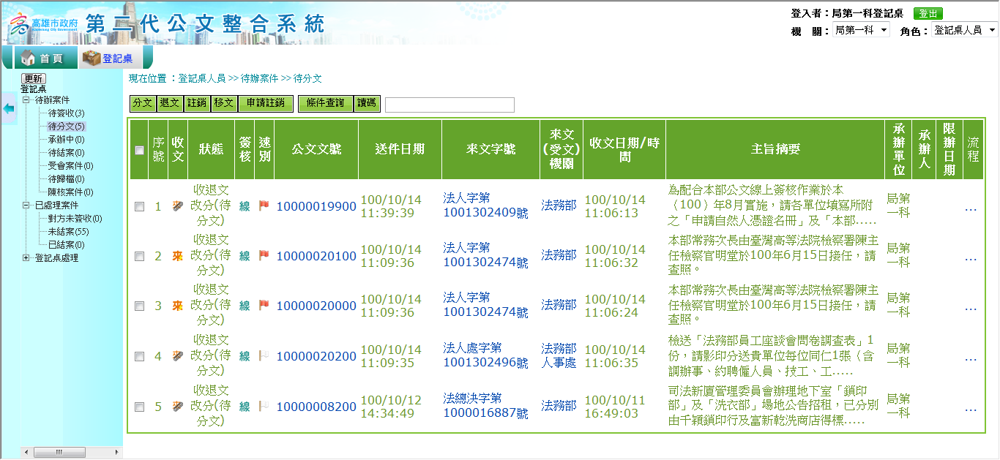 高雄市政府
Kaohsiung City Government
第二代公文整合系統
登入者：局第一科登記桌 登出
機　關： 局第一科 角色： 登記桌人員
首頁 登記桌
更新
登記桌
待辦案件
待簽收(3)
待分文(5)
承辦中(0)
待結案(0)
受會案件(0)
待歸檔(0)
陳核案件(0)
已處理案件
對方未簽收(0)
未結案(55)
已結案(0)
登記桌處理
現在位置 ：登記桌人員 >> 待辦案件 >> 待分文
分文 退文 註銷 移文 申請註銷 條件查詢 讀碼
序號 收文 狀態 簽核 速別 公文文號 送件日期 來文字號 來文(受文)機關 收文日期/時間 主旨摘要 承辦單位 承辦人 限辦日期 流程
1 收退文改分(待分文) 線 10000019900 100/10/14 11:39:39 法人字第1001302409號 法務部 100/10/14 11:06:13
為配合本部公文線上簽核作業於本
（100）年8月實施，請各單位填寫所附
之「申請自然人憑證名冊」及「本部.....
局第一科 ...
2 來 收退文改分(待分文) 線 10000020100 100/10/14 11:09:36 法人字第1001302474號 法務部 100/10/14 11:06:32
本部常務次長由臺灣高等法院檢察署陳主
任檢察官明堂於100年6月15日接任，請
查照。
局第一科 ...
3 來 收退文改分(待分文) 線 10000020000 100/10/14 11:09:36 法人字第1001302474號 法務部 100/10/14 11:06:24
本部常務次長由臺灣高等法院檢察署陳主
任檢察官明堂於100年6月15日接任，請
查照。
局第一科 ...
4 收退文改分(待分文) 線 10000020200 100/10/14 11:09:35 法人處字第1001302496號 法務部人事處 100/10/14 11:06:35
檢送「法務部員工座談會問卷調查表」1
份，請影印分送貴單位每位同仁1張（含
調辦事、約聘僱人員、技工、工.....
局第一科 ...
5 收退文改分(待分文) 線 10000008200 100/10/12 14:34:49 法總決字第1000016887號 法務部 100/10/11 16:49:03
司法新廈管理委員會辦理地下室「鎖印
部」及「洗衣部」場地公告招租，已分別
由千穎鎖印行及富新乾洗商店得標.....
局第一科 ...